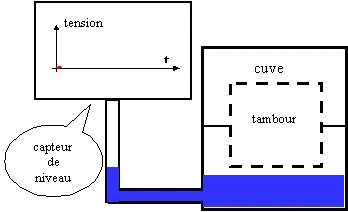 tension
t
cuve
tambour
capteur
de
niveau